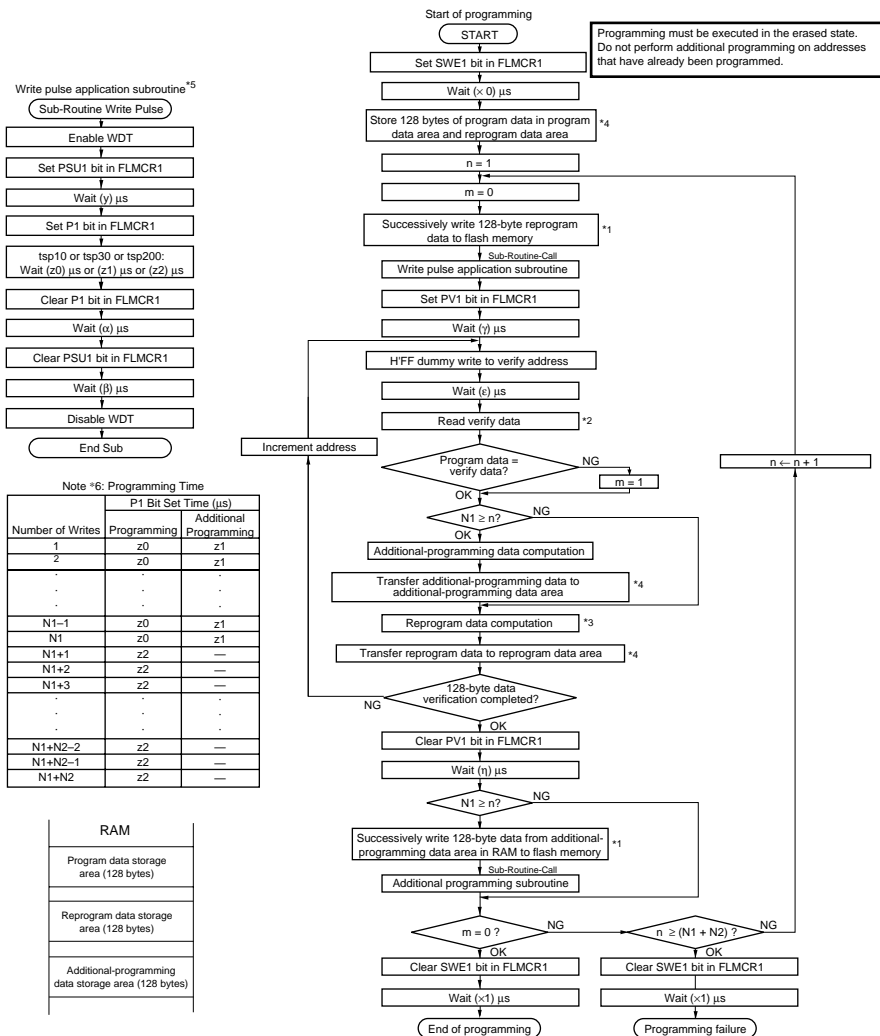 Start of programming
START
Set SWE1 bit in FLMCR1
Wait (× 0) μs
Store 128 bytes of program data in program
data area and reprogram data area
*4
n = 1
m = 0
Successively write 128-byte reprogram
data to flash memory
*1
Sub-Routine-Call
Write pulse application subroutine
Set PV1 bit in FLMCR1
Wait (γ) μs
H'FF dummy write to verify address
Wait (ε) μs
Read verify data
*2
Increment address
Program data =
verify data?
NG
m = 1
OK
n ← n + 1
N1 ≥ n?
NG
OK
Additional-programming data computation
Transfer additional-programming data to
additional-programming data area
*4
Reprogram data computation
*3
Transfer reprogram data to reprogram data area
*4
128-byte data
verification completed?
NG
OK
Clear PV1 bit in FLMCR1
Wait (η) μs
N1 ≥ n?
NG
OK
Successively write 128-byte data from additional-
programming data area in RAM to flash memory
*1
Sub-Routine-Call
Additional programming subroutine
m = 0 ?
NG
n ≥ (N1 + N2) ?
NG
OK
OK
Clear SWE1 bit in FLMCR1
Clear SWE1 bit in FLMCR1
Wait (×1) μs
Wait (×1) μs
End of programming
Programming failure
Programming must be executed in the erased state.
Do not perform additional programming on addresses
that have already been programmed.
Write pulse application subroutine*5
Sub-Routine Write Pulse
Enable WDT
Set PSU1 bit in FLMCR1
Wait (y) μs
Set P1 bit in FLMCR1
tsp10 or tsp30 or tsp200:
Wait (z0) μs or (z1) μs or (z2) μs
Clear P1 bit in FLMCR1
Wait (α) μs
Clear PSU1 bit in FLMCR1
Wait (β) μs
Disable WDT
End Sub
Note *6: Programming Time
P1 Bit Set Time (μs)
Number of Writes Programming Additional
Programming
1 z0 z1
2 z0 z1
. . .
. . .
. . .
N1–1 z0 z1
N1 z0 z1
N1+1 z2 —
N1+2 z2 —
N1+3 z2 —
. . .
. . .
. . .
N1+N2–2 z2 —
N1+N2–1 z2 —
N1+N2 z2 —
RAM
Program data storage
area (128 bytes)
Reprogram data storage
area (128 bytes)
Additional-programming
data storage area (128 bytes)